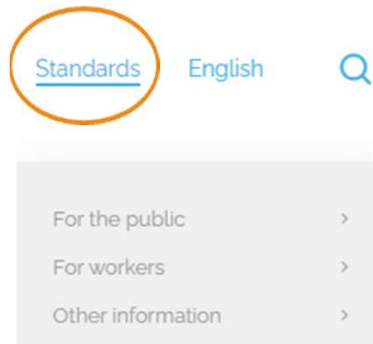 Standards English
For the public
For workers
Other information